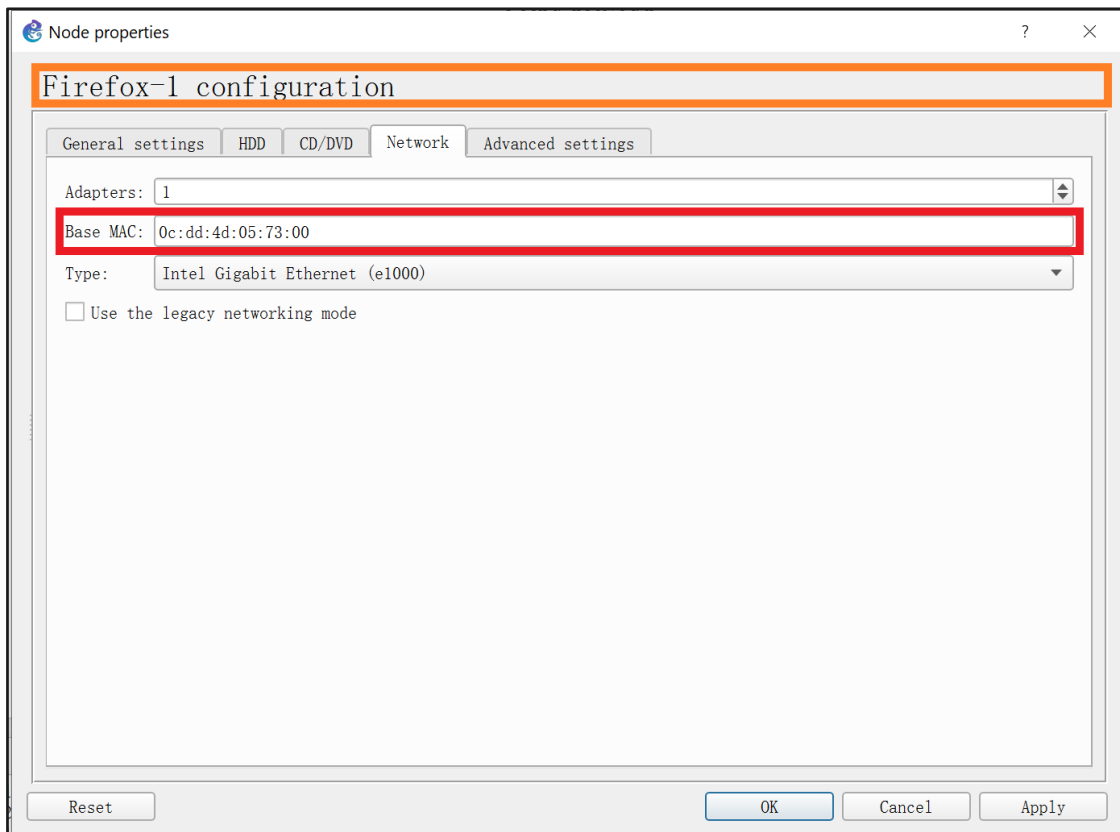 Node properties
?
Firefox-1 configuration
General settings HDD CD/DVD Network Advanced settings
Adapters: 1
Base MAC: 0c:dd:4d:05:73:00
Type: Intel Gigabit Ethernet (e1000)
Use the legacy networking mode
Reset OK Cancel Apply